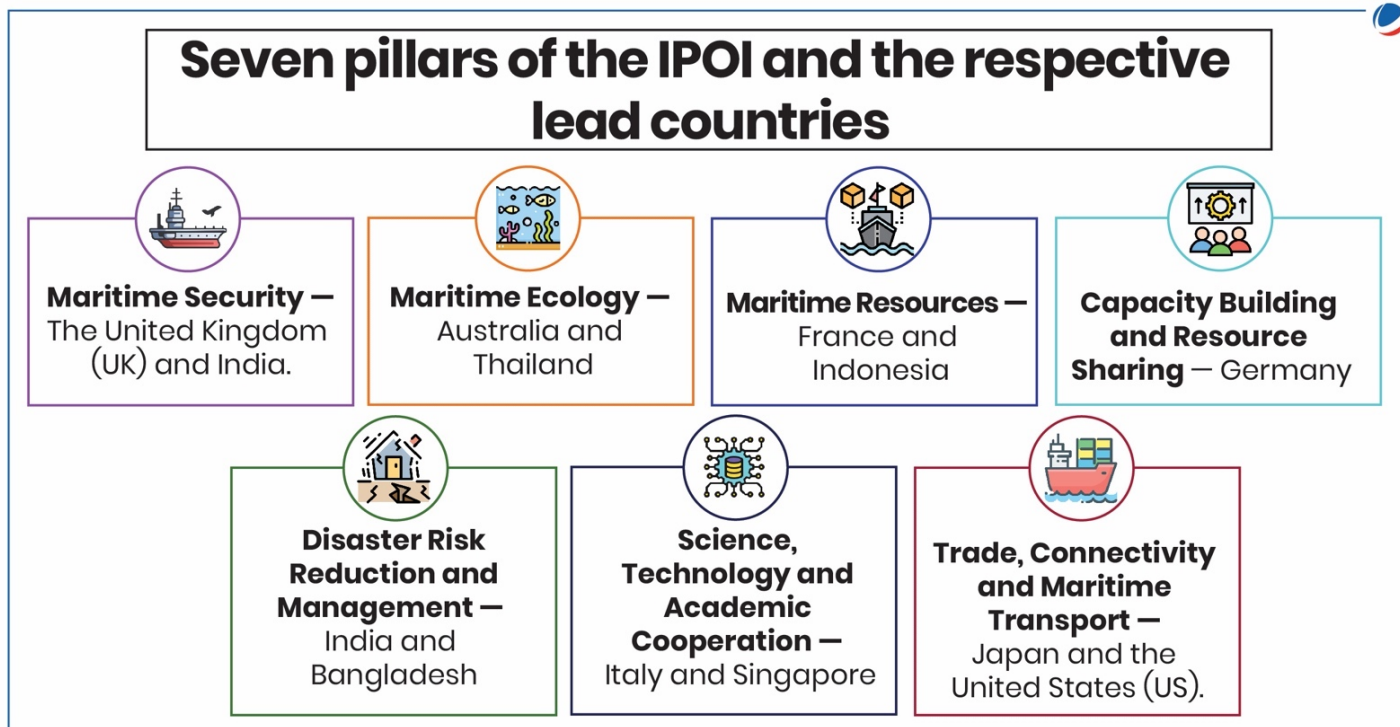 Seven pillars of the IPOI and the respective
lead countries
Maritime Security —
The United Kingdom
(UK) and India.
Maritime Ecology —
Australia and
Thailand
Maritime Resources —
France and
Indonesia
Capacity Building
and Resource
Sharing — Germany
Disaster Risk
Reduction and
Management —
India and
Bangladesh
Science,
Technology and
Academic
Cooperation —
Italy and Singapore
Trade, Connectivity
and Maritime
Transport —
Japan and the
United States (US).